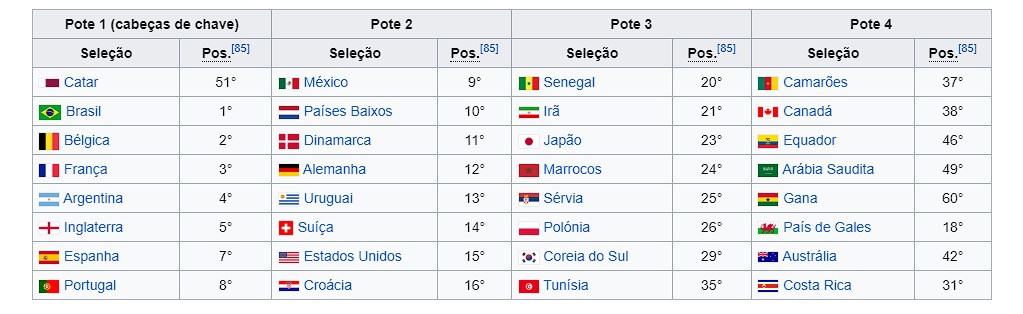 Pote 1 (cabeças de chave) Pote 2 Pote 3 Pote 4
Seleção Pos.[85] Seleção Pos.[85] Seleção Pos.[85] Seleção Pos.[85]
Catar 51° México 9° Senegal 20° Camarões 37°
Brasil 1° Países Baixos 10° Irã 21° Canadá 38°
Bélgica 2° Dinamarca 11° Japão 23° Equador 46°
França 3° Alemanha 12° Marrocos 24° Arábia Saudita 49°
Argentina 4° Uruguai 13° Sérvia 25° Gana 60°
Inglaterra 5° Suíça 14° Polónia 26° País de Gales 18°
Espanha 7° Estados Unidos 15° Coreia do Sul 29° Austrália 42°
Portugal 8° Croácia 16° Tunísia 35° Costa Rica 31°